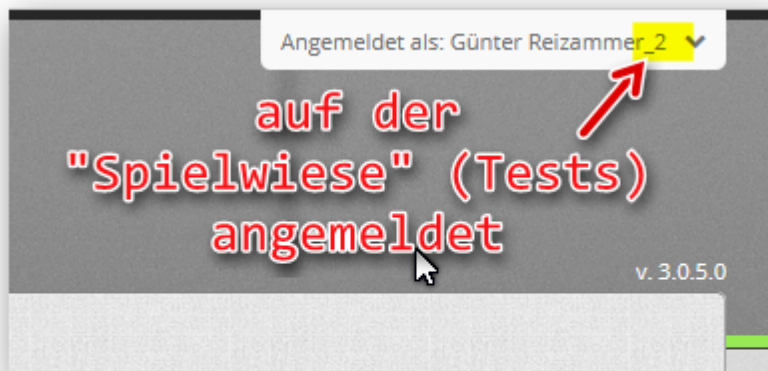 Angemeldet als: Günter Reizammer_2
auf der
"Spielwiese" (Tests)
angemeldet
v. 3.0.5.0